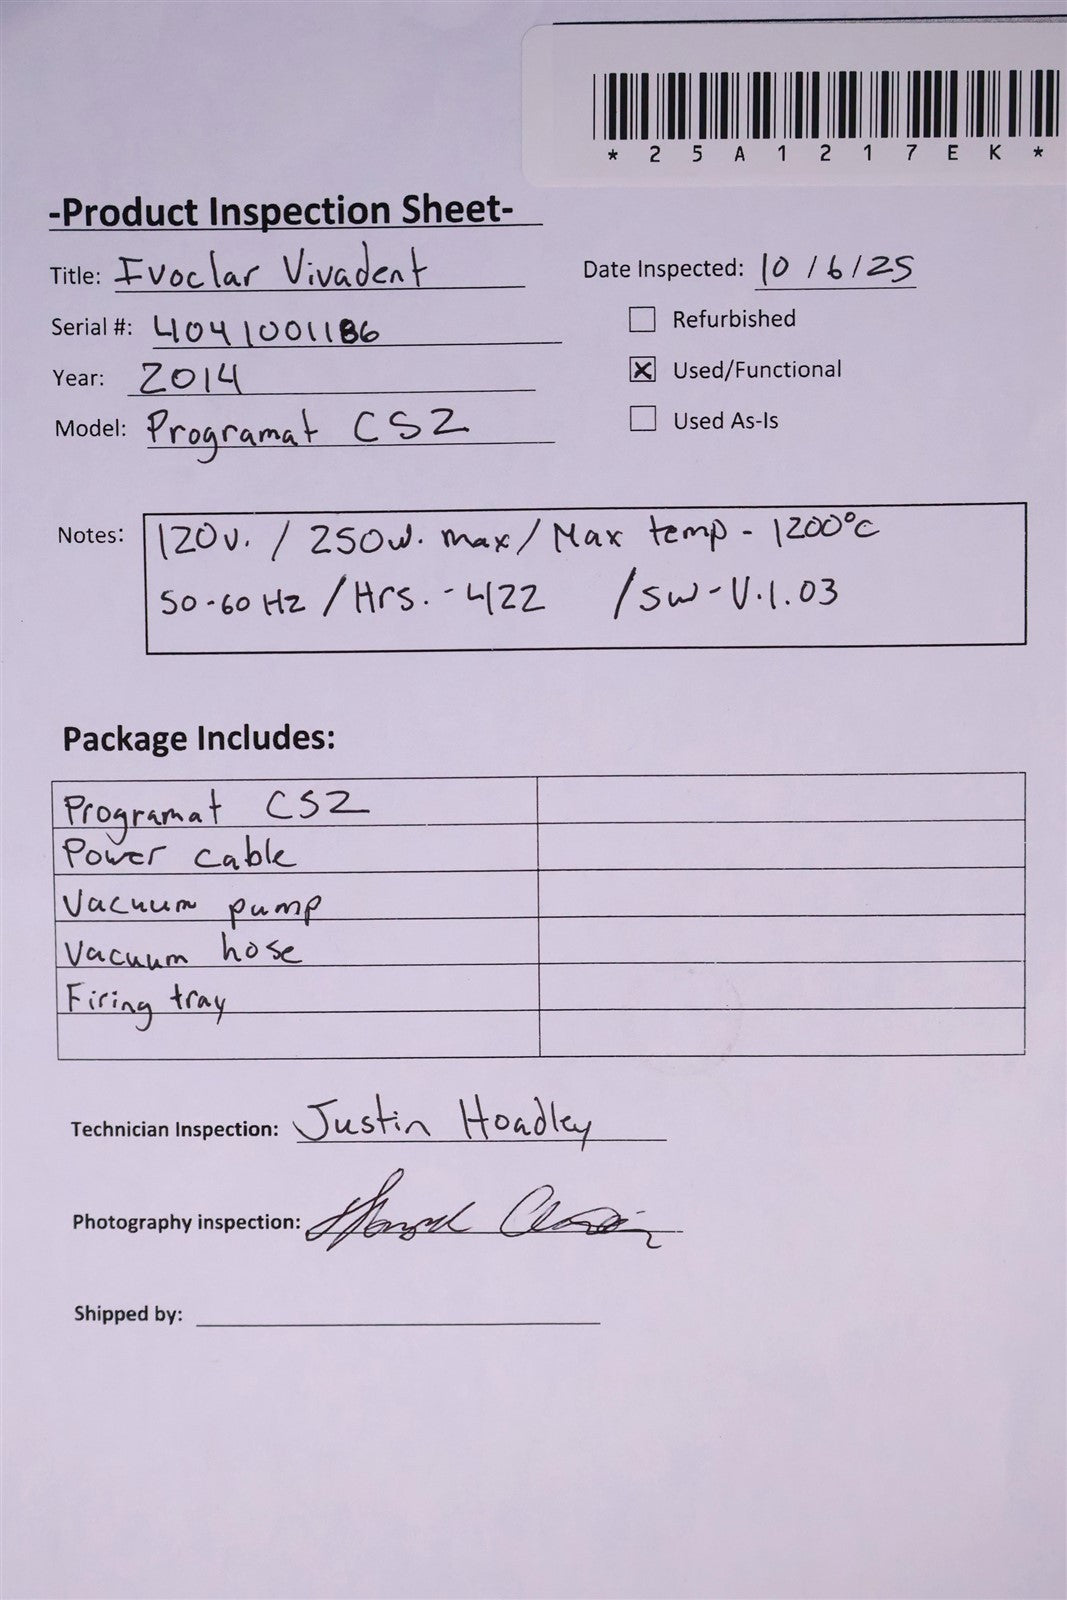 *25A1217EK*
-Product Inspection Sheet-
Title: Ivoclar Vivadent
Date Inspected: 10/6/25
Serial #: 4041001186
Refurbished
Year: 2014
Used/Functional
Model: Programat CS2
Used As-Is
Notes: 120v. / 250w. max / Max temp - 1200°C
50-60 Hz / Hrs. - 422 / SW-V.1.03
Package Includes:
Programat CS2
Power cable
Vacuum pump
Vacuum hose
Firing tray
Technician Inspection: Justin Hoadley
Photography inspection:
Shipped by: